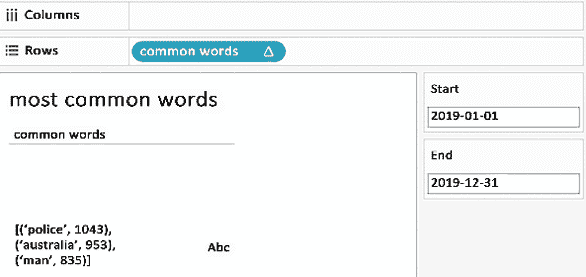 Columns
Rows
common words Δ
most common words
common words
[('police', 1043),
('australia', 953),
('man', 835)]
Abc
Start
2019-01-01
End
2019-12-31